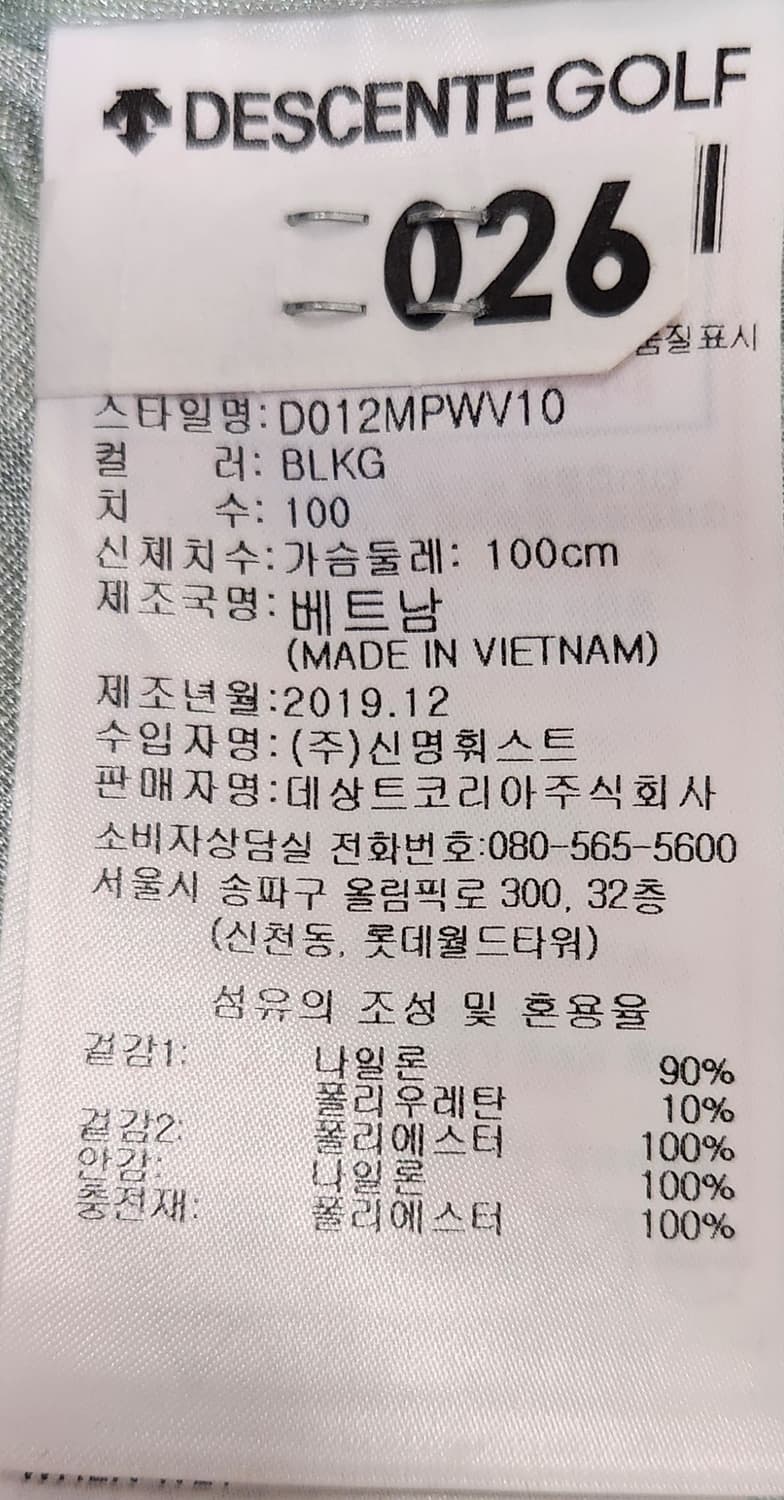 DESCENTE GOLF
026
품질표시
스타일명: D012MPWV10
컬 러: BLKG
치 수: 100
신체치수: 가슴둘레: 100cm
제조국명: 베트남
(MADE IN VIETNAM)
제조년월:2019.12
수입자명: (주)신명훠스트
판매자명:데상트코리아주식회사
소비자상담실 전화번호:080-565-5600
서울시 송파구 올림픽로 300, 32층
(신천동, 롯데월드타워)
섬유의 조성 및 혼용율
겉감1: 나일론 90%
폴리우레탄 10%
겉감2: 폴리에스터 100%
안감: 나일론 100%
충전재: 폴리에스터 100%